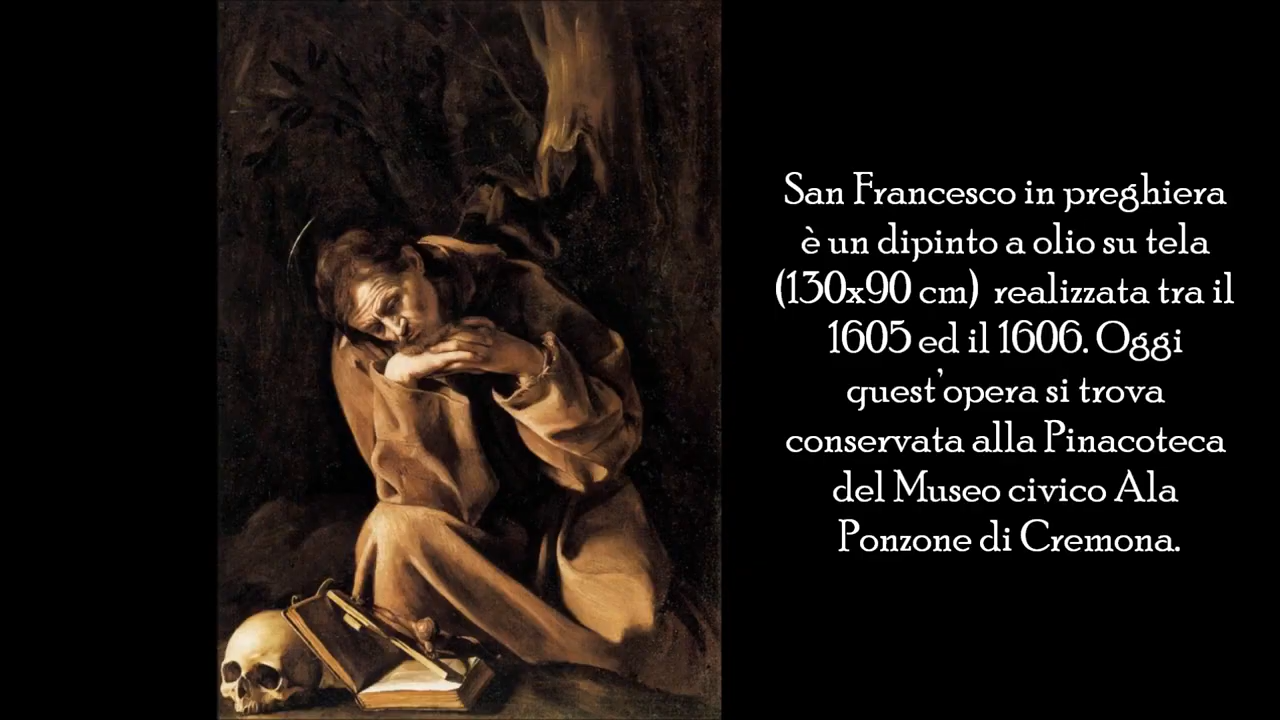 San Francesco in preghiera
è un dipinto a olio su tela
(130x90 cm) realizzata tra il
1605 ed il 1606. Oggi
quest'opera si trova
conservata alla Pinacoteca
del Museo civico Ala
Ponzone di Cremona.